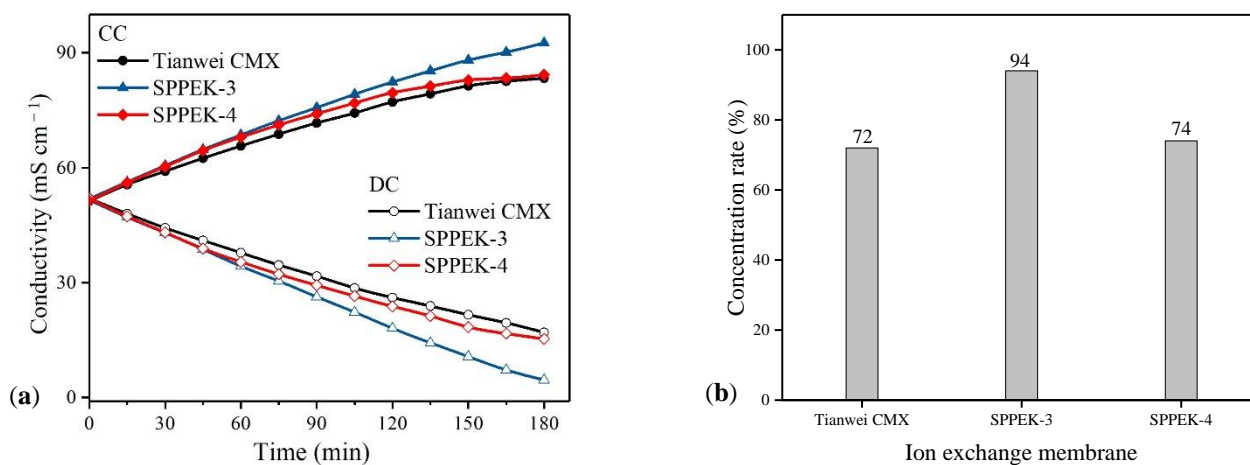 CC
Tianwei CMX
SPPEK-3
SPPEK-4
DC
Tianwei CMX
SPPEK-3
SPPEK-4
90
60
30
0
Conductivity (mS cm⁻¹)
0 30 60 90 120 150 180
Time (min)
(a)
100
80
60
40
20
0
Concentration rate (%)
72
94
74
Tianwei CMX SPPEK-3 SPPEK-4
Ion exchange membrane
(b)